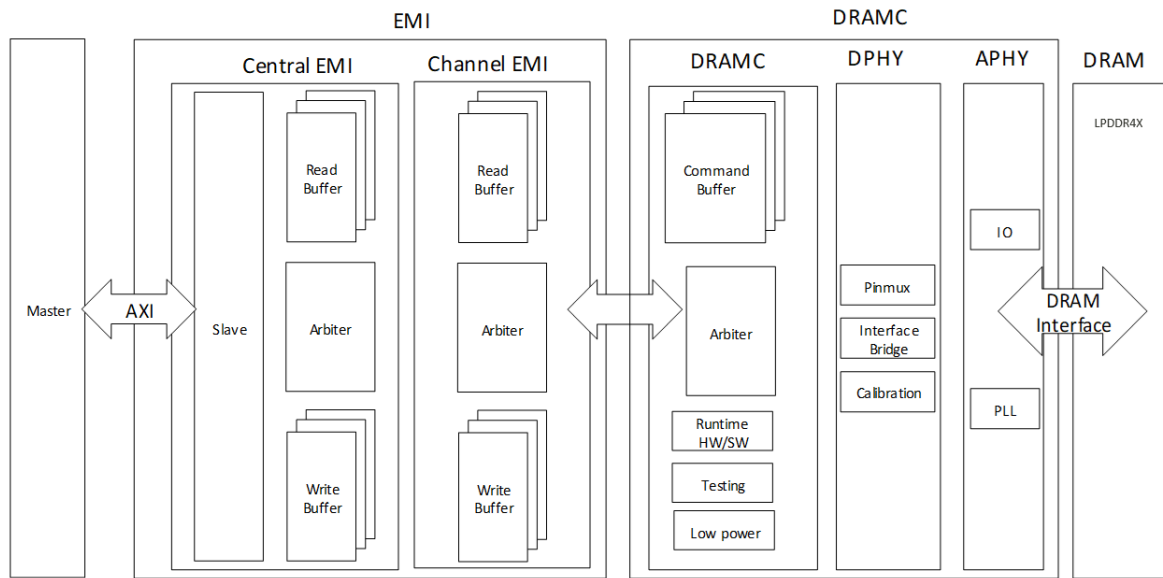 EMI
DRAMC
Central EMI
Channel EMI
DRAMC
DPHY
APHY
DRAM
Master
AXI
Slave
Read
Buffer
Arbiter
Write
Buffer
Read
Buffer
Arbiter
Write
Buffer
Command
Buffer
Arbiter
Runtime
HW/SW
Testing
Low power
Pinmux
Interface
Bridge
Calibration
IO
PLL
DRAM
Interface
LPDDR4X